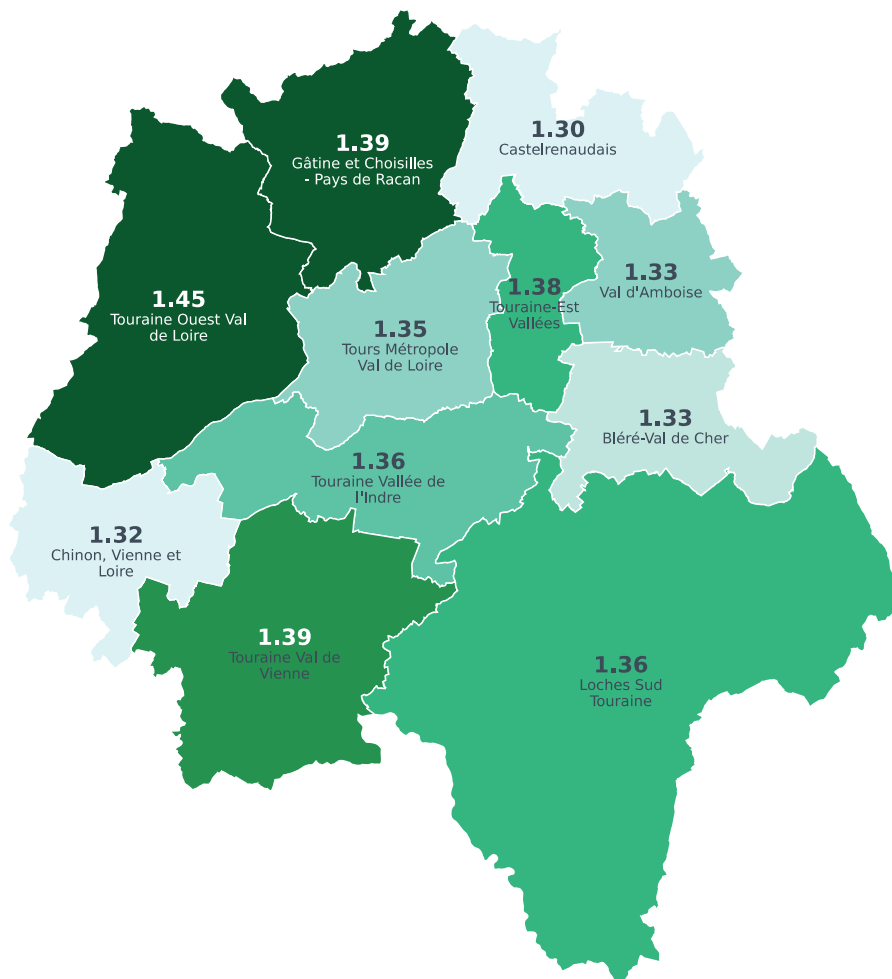 1.30
Castelrenaudais
1.39
Gâtine et Choisilles
- Pays de Racan
1.33
Val d'Amboise
1.38
Touraine-Est
Vallées
1.45
Touraine Ouest Val
de Loire
1.35
Tours Métropole
Val de Loire
1.33
Bléré-Val de Cher
1.36
Touraine Vallée de
l'Indre
1.32
Chinon, Vienne et
Loire
1.39
Touraine Val de
Vienne
1.36
Loches Sud
Touraine